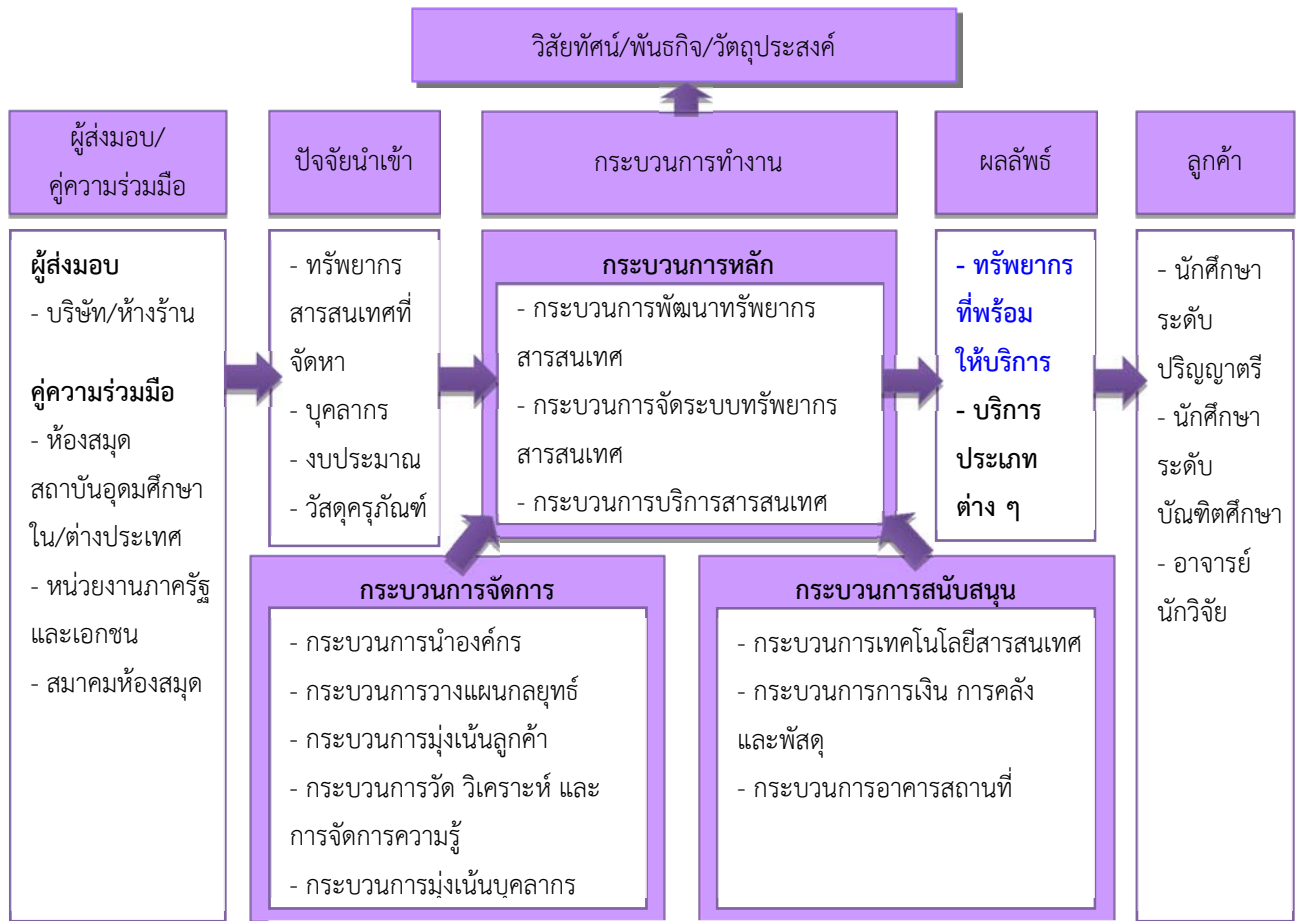 วิสัยทัศน์/พันธกิจ/วัตถุประสงค์
ผู้ส่งมอบ/
คู่ความร่วมมือ
ปัจจัยนำเข้า
กระบวนการทำงาน
ผลลัพธ์
ลูกค้า
ผู้ส่งมอบ
- บริษัท/ห้างร้าน
คู่ความร่วมมือ
- ห้องสมุด
สถาบันอุดมศึกษา
ใน/ต่างประเทศ
- หน่วยงานภาครัฐ
และเอกชน
- สมาคมห้องสมุด
- ทรัพยากร
สารสนเทศที่
จัดหา
- บุคลากร
- งบประมาณ
- วัสดุครุภัณฑ์
กระบวนการหลัก
- กระบวนการพัฒนาทรัพยากร
สารสนเทศ
- กระบวนการจัดระบบทรัพยากร
สารสนเทศ
- กระบวนการบริการสารสนเทศ
- ทรัพยากร
ที่พร้อม
ให้บริการ
- บริการ
ประเภท
ต่าง ๆ
- นักศึกษา
ระดับ
ปริญญาตรี
- นักศึกษา
ระดับ
บัณฑิตศึกษา
- อาจารย์
นักวิจัย
กระบวนการจัดการ
- กระบวนการนำองค์กร
- กระบวนการวางแผนกลยุทธ์
- กระบวนการมุ่งเน้นลูกค้า
- กระบวนการวัด วิเคราะห์ และ
การจัดการความรู้
- กระบวนการมุ่งเน้นบุคลากร
กระบวนการสนับสนุน
- กระบวนการเทคโนโลยีสารสนเทศ
- กระบวนการการเงิน การคลัง
และพัสดุ
- กระบวนการอาคารสถานที่